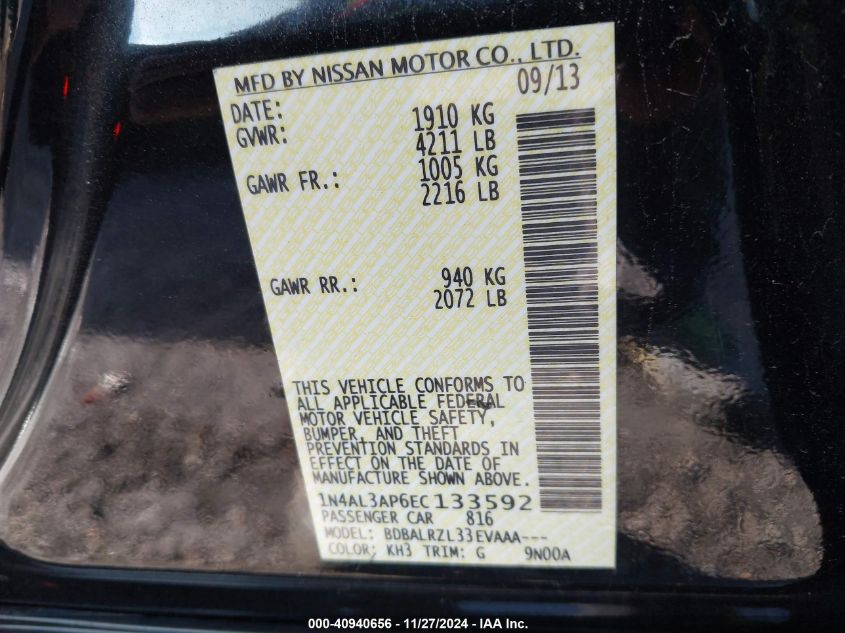 MFD BY NISSAN MOTOR CO., LTD.
DATE: 09/13
GVWR: 1910 KG
4211 LB
GAWR FR.: 1005 KG
2216 LB
GAWR RR.: 940 KG
2072 LB
THIS VEHICLE CONFORMS TO
ALL APPLICABLE FEDERAL
MOTOR VEHICLE SAFETY,
BUMPER, AND THEFT
PREVENTION STANDARDS IN
EFFECT ON THE DATE OF
MANUFACTURE SHOWN ABOVE.
1N4AL3AP6EC133592
PASSENGER CAR 816
MODEL: BDBALRZL33EVAAA---
COLOR: KH3 TRIM: G 9N00A
000-40940656 - 11/27/2024 - IAA Inc.